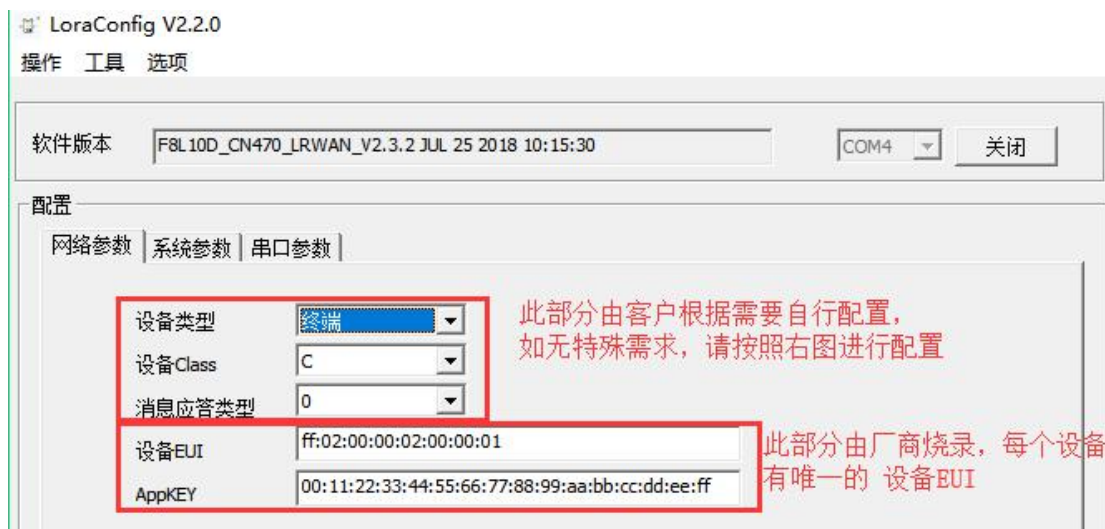 LoraConfig V2.2.0
操作 工具 选项
软件版本 F8L10D_CN470_LRWAN_V2.3.2 JUL 25 2018 10:15:30 COM4 关闭
配置
网络参数 系统参数 串口参数
设备类型 终端
设备Class C
消息应答类型 0
此部分由客户根据需要自行配置，
如无特殊需求，请按照右图进行配置
设备EUI ff:02:00:00:02:00:00:01
AppKEY 00:11:22:33:44:55:66:77:88:99:aa:bb:cc:dd:ee:ff
此部分由厂商烧录，每个设备
有唯一的 设备EUI